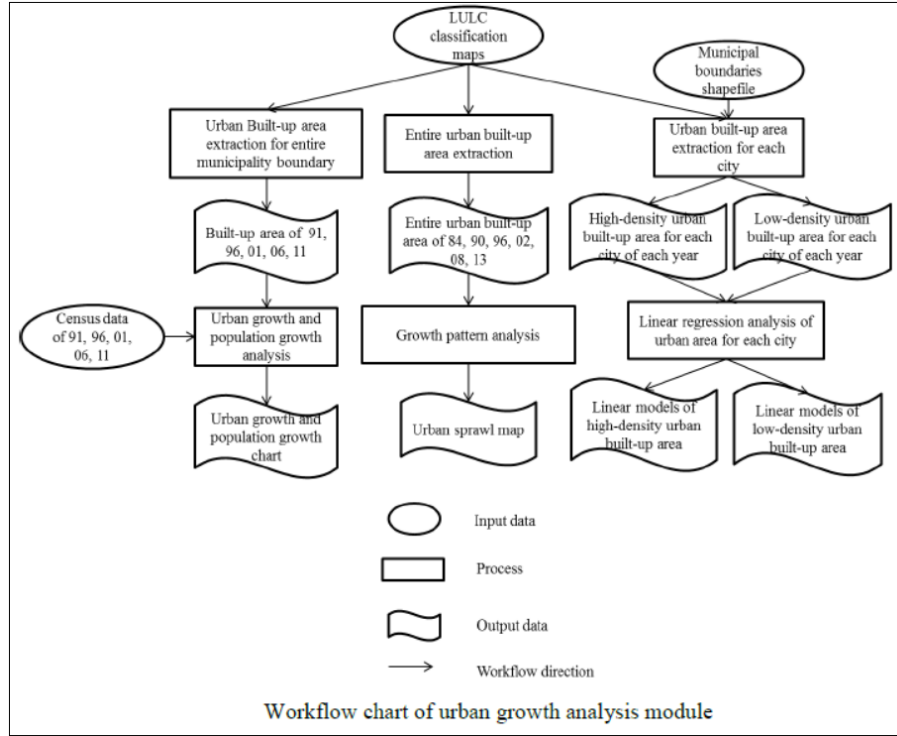 LULC
classification
maps
Municipal
boundaries
shapefile
Urban Built-up area
extraction for entire
municipality boundary
Entire urban built-up
area extraction
Urban built-up area
extraction for each
city
Built-up area of 91,
96, 01, 06, 11
Entire urban built-up
area of 84, 90, 96, 02,
08, 13
High-density urban
built-up area for each
city of each year
Low-density urban
built-up area for each
city of each year
Census data
of 91, 96, 01,
06, 11
Urban growth and
population growth
analysis
Growth pattern analysis
Linear regression analysis of
urban area for each city
Urban growth and
population growth
chart
Urban sprawl map
Linear models of
high-density urban
built-up area
Linear models of
low-density urban
built-up area
Input data
Process
Output data
Workflow direction
Workflow chart of urban growth analysis module